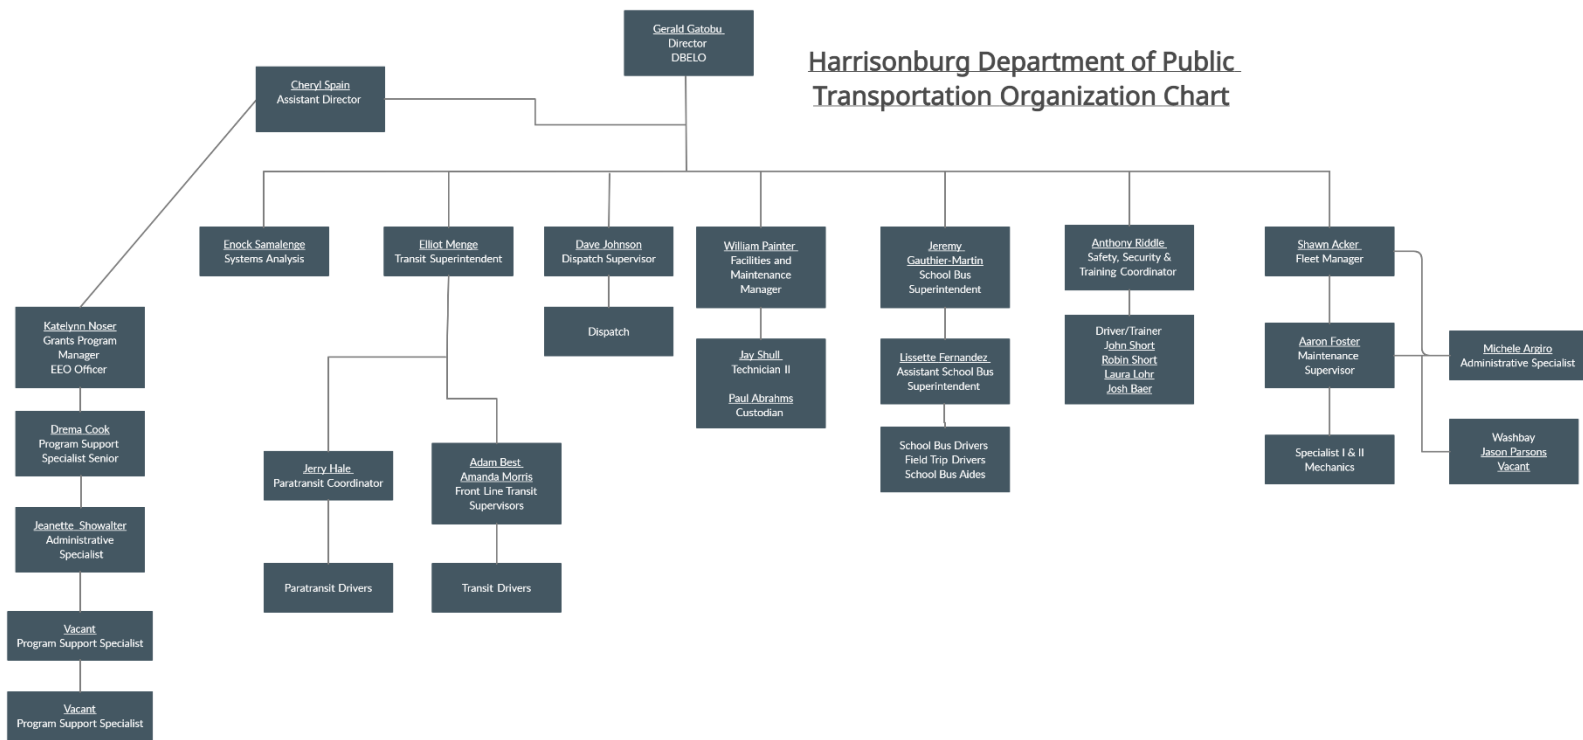 Gerald Gatobu
Director
DBELO
Harrisonburg Department of Public
Transportation Organization Chart
Cheryl Spain
Assistant Director
Enock Samalenge
Systems Analysis
Elliot Menge
Transit Superintendent
Dave Johnson
Dispatch Supervisor
William Painter
Facilities and
Maintenance
Manager
Jeremy
Gauthier-Martin
School Bus
Superintendent
Anthony Riddle
Safety, Security &
Training Coordinator
Shawn Acker
Fleet Manager
Katelynn Noser
Grants Program
Manager
EEO Officer
Dispatch
Jay Shull
Technician II
Paul Abrahms
Custodian
Lissette Fernandez
Assistant School Bus
Superintendent
Driver/Trainer
John Short
Robin Short
Laura Lohr
Josh Baer
Aaron Foster
Maintenance
Supervisor
Michele Argiro
Administrative Specialist
Drema Cook
Program Support
Specialist Senior
Jerry Hale
Paratransit Coordinator
Adam Best
Amanda Morris
Front Line Transit
Supervisors
School Bus Drivers
Field Trip Drivers
School Bus Aides
Specialist I & II
Mechanics
Washbay
Jason Parsons
Vacant
Jeanette Showalter
Administrative
Specialist
Paratransit Drivers
Transit Drivers
Vacant
Program Support Specialist
Vacant
Program Support Specialist